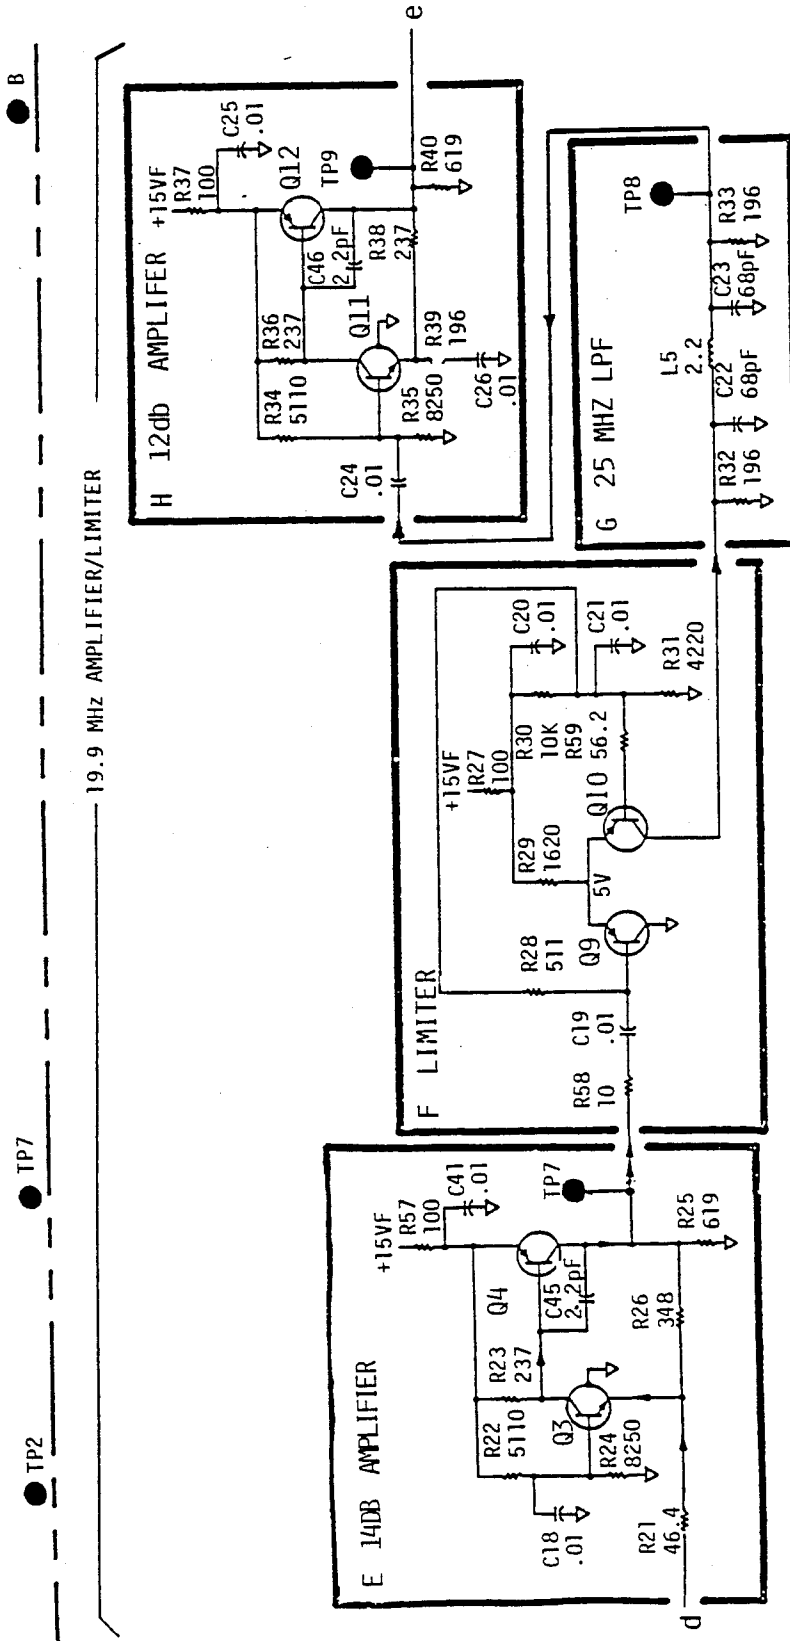 TP2
TP7
B
19.9 MHz AMPLIFIER/LIMITER
E 14DB AMPLIFIER
+15VF
R57
100
C41
.01
Q4
R23
237
R22
5110
C45
2.2pF
Q3
R24
8250
C18
.01
R21
46.4
R26
348
R25
619
TP7
d
F LIMITER
R58
10
C19
.01
R28
511
Q9
5V
R29
1620
+15VF
R27
100
Q10
R30
10K
R59
56.2
C20
.01
C21
.01
R31
4220
G 25 MHZ LPF
R32
196
C22
68pF
L5
2.2
C23
68pF
R33
196
TP8
H 12db AMPLIFER
+15VF
R37
100
C25
.01
Q12
R36
237
R34
5110
C46
2.2pF
Q11
R38
237
TP9
R40
619
R39
196
R35
8250
C24
.01
C26
.01
e